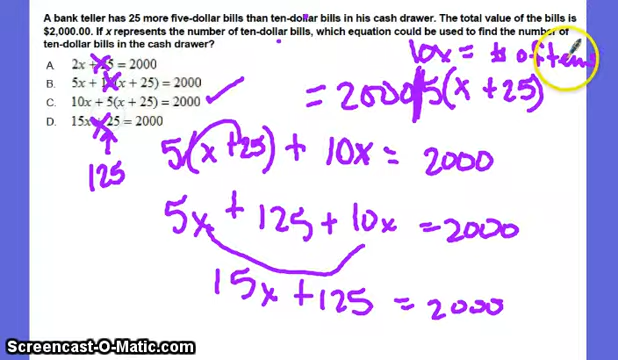 A bank teller has 25 more five-dollar bills than ten-dollar bills in his cash drawer. The total value of the bills is
$2,000.00. If x represents the number of ten-dollar bills, which equation could be used to find the number of
ten-dollar bills in the cash drawer?
A. 2x + 25 = 2000
B. 5x + 10(x + 25) = 2000
C. 10x + 5(x + 25) = 2000
D. 15x + 25 = 2000
125
10x = # of tens
= 2000 5(x + 25)
5(x + 25) + 10x = 2000
5x + 125 + 10x = 2000
15x + 125 = 2000
Screencast-O-Matic.com